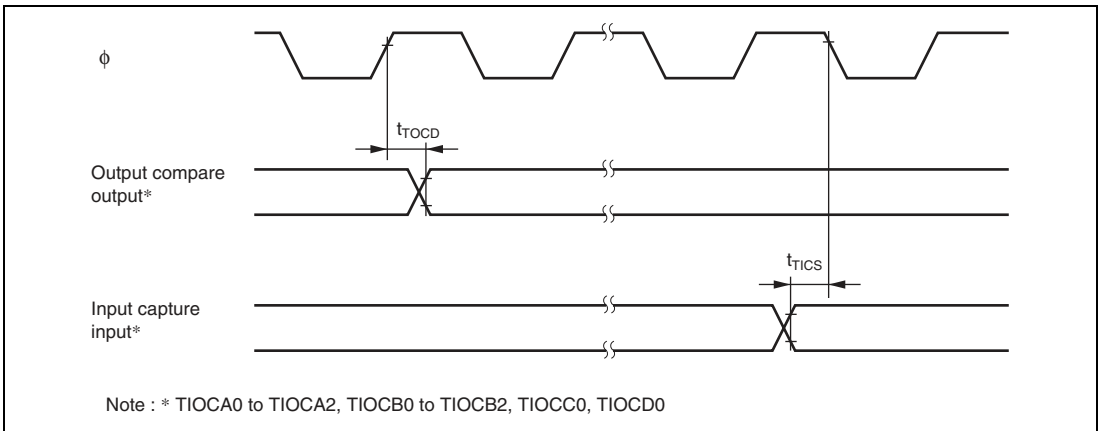 ϕ
tTOCD
Output compare
output*
tTICS
Input capture
input*
Note : * TIOCA0 to TIOCA2, TIOCB0 to TIOCB2, TIOCC0, TIOCD0